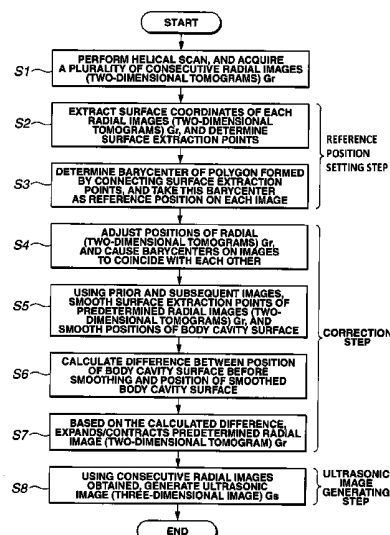 START
S1
PERFORM HELICAL SCAN, AND ACQUIRE
A PLURALITY OF CONSECUTIVE RADIAL IMAGES
(TWO-DIMENSIONAL TOMOGRAMS) Gr
S2
EXTRACT SURFACE COORDINATES OF EACH
RADIAL IMAGES (TWO-DIMENSIONAL
TOMOGRAMS) Gr, AND DETERMINE
SURFACE EXTRACTION POINTS
S3
DETERMINE BARYCENTER OF POLYGON FORMED
BY CONNECTING SURFACE EXTRACTION
POINTS, AND TAKE THIS BARYCENTER
AS REFERENCE POSITION ON EACH IMAGE
REFERENCE
POSITION
SETTING STEP
S4
ADJUST POSITIONS OF RADIAL
(TWO-DIMENSIONAL TOMOGRAMS) Gr,
AND CAUSE BARYCENTERS ON IMAGES
TO COINCIDE WITH EACH OTHER
S5
USING PRIOR AND SUBSEQUENT IMAGES,
SMOOTH SURFACE EXTRACTION POINTS OF
PREDETERMINED RADIAL IMAGES (TWO-
DIMENSIONAL TOMOGRAMS) Gr, AND
SMOOTH POSITIONS OF BODY CAVITY SURFACE
S6
CALCULATE DIFFERENCE BETWEEN POSITION
OF BODY CAVITY SURFACE BEFORE
SMOOTHING AND POSITION OF SMOOTHED
BODY CAVITY SURFACE
S7
BASED ON THE CALCULATED DIFFERENCE,
EXPANDS/CONTRACTS PREDETERMINED RADIAL
IMAGE (TWO-DIMENSIONAL TOMOGRAM) Gr
CORRECTION
STEP
S8
USING CONSECUTIVE RADIAL IMAGES
OBTAINED, GENERATE ULTRASONIC
IMAGE (THREE-DIMENSIONAL IMAGE) Gs
ULTRASONIC
IMAGE
GENERATING STEP
END